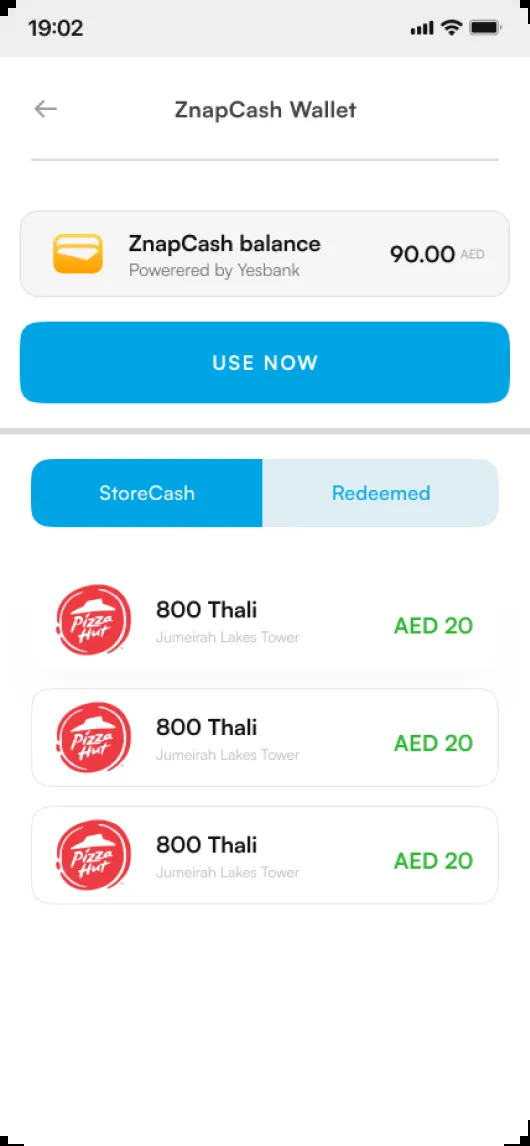 19:02
ZnapCash Wallet
ZnapCash balance
90.00 AED
Powerered by Yesbank
USE NOW
StoreCash
Redeemed
Pizza
Hut
800 Thali
Jumeirah Lakes Tower
AED 20
Pizza
Hut
800 Thali
Jumeirah Lakes Tower
AED 20
Pizza
Hut
800 Thali
Jumeirah Lakes Tower
AED 20